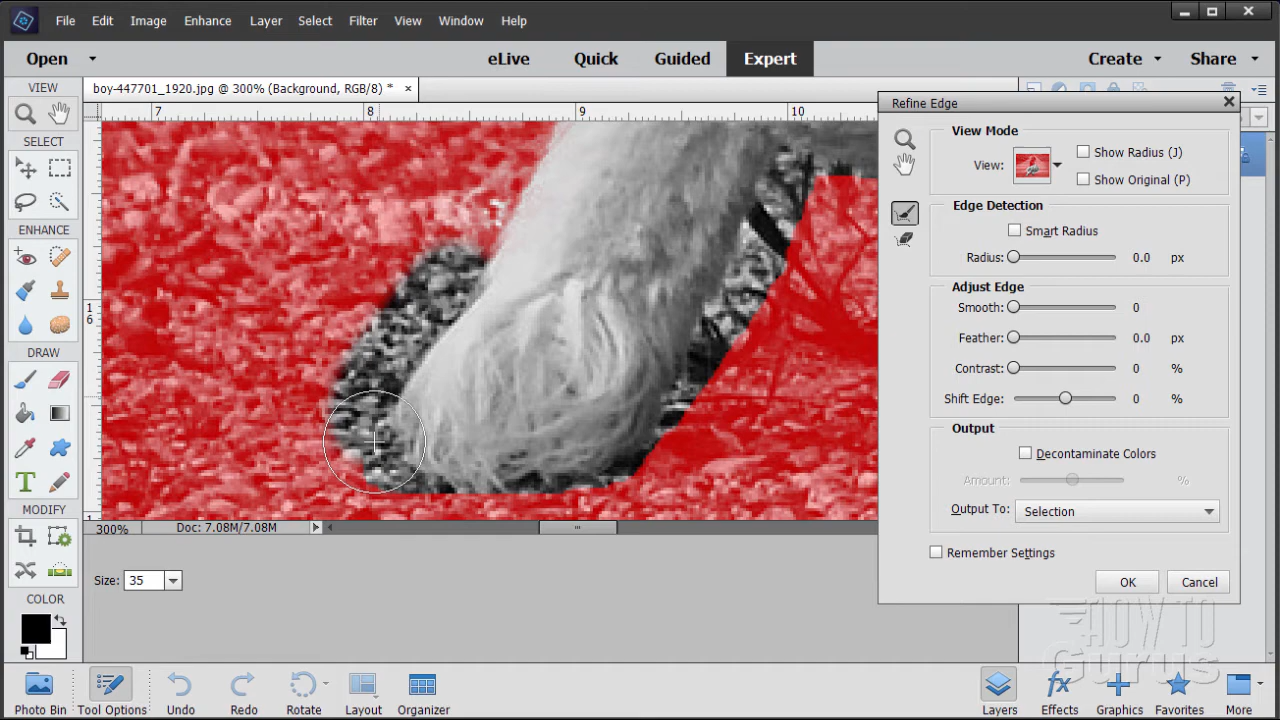 File Edit Image Enhance Layer Select Filter View Window Help
Open eLive Quick Guided Expert Create Share
VIEW
boy-447701_1920.jpg @ 300% (Background, RGB/8) * ×
7 8 9 10
SELECT
ENHANCE
1
6
DRAW
T
MODIFY
COLOR
300% Doc: 7.08M/7.08M
Size: 35
Refine Edge
View Mode
View:
Show Radius (J)
Show Original (P)
Edge Detection
Smart Radius
Radius: 0.0 px
Adjust Edge
Smooth: 0
Feather: 0.0 px
Contrast: 0 %
Shift Edge: 0 %
Output
Decontaminate Colors
Amount: %
Output To: Selection
Remember Settings
OK Cancel
HOW TO
Gurus
fx
Photo Bin Tool Options Undo Redo Rotate Layout Organizer Layers Effects Graphics Favorites More